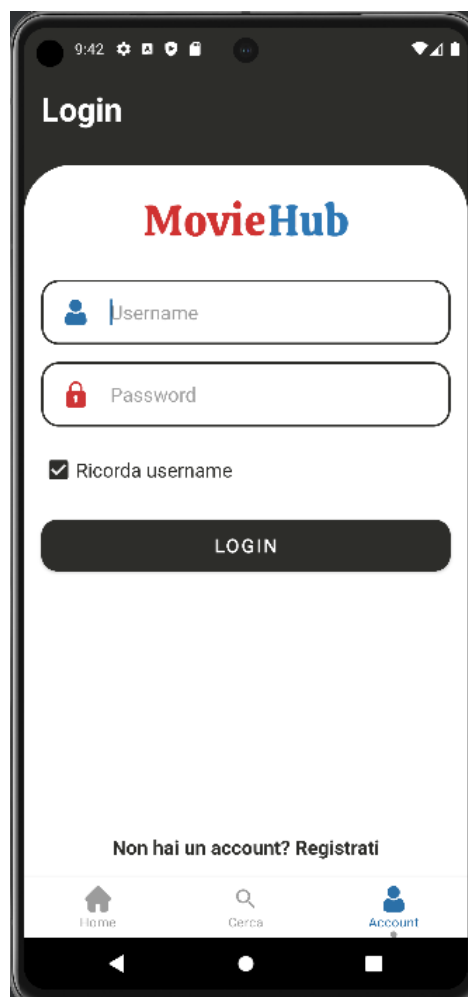 9:42
Login
MovieHub
Username
Password
Ricorda username
LOGIN
Non hai un account? Registrati
Home Cerca Account